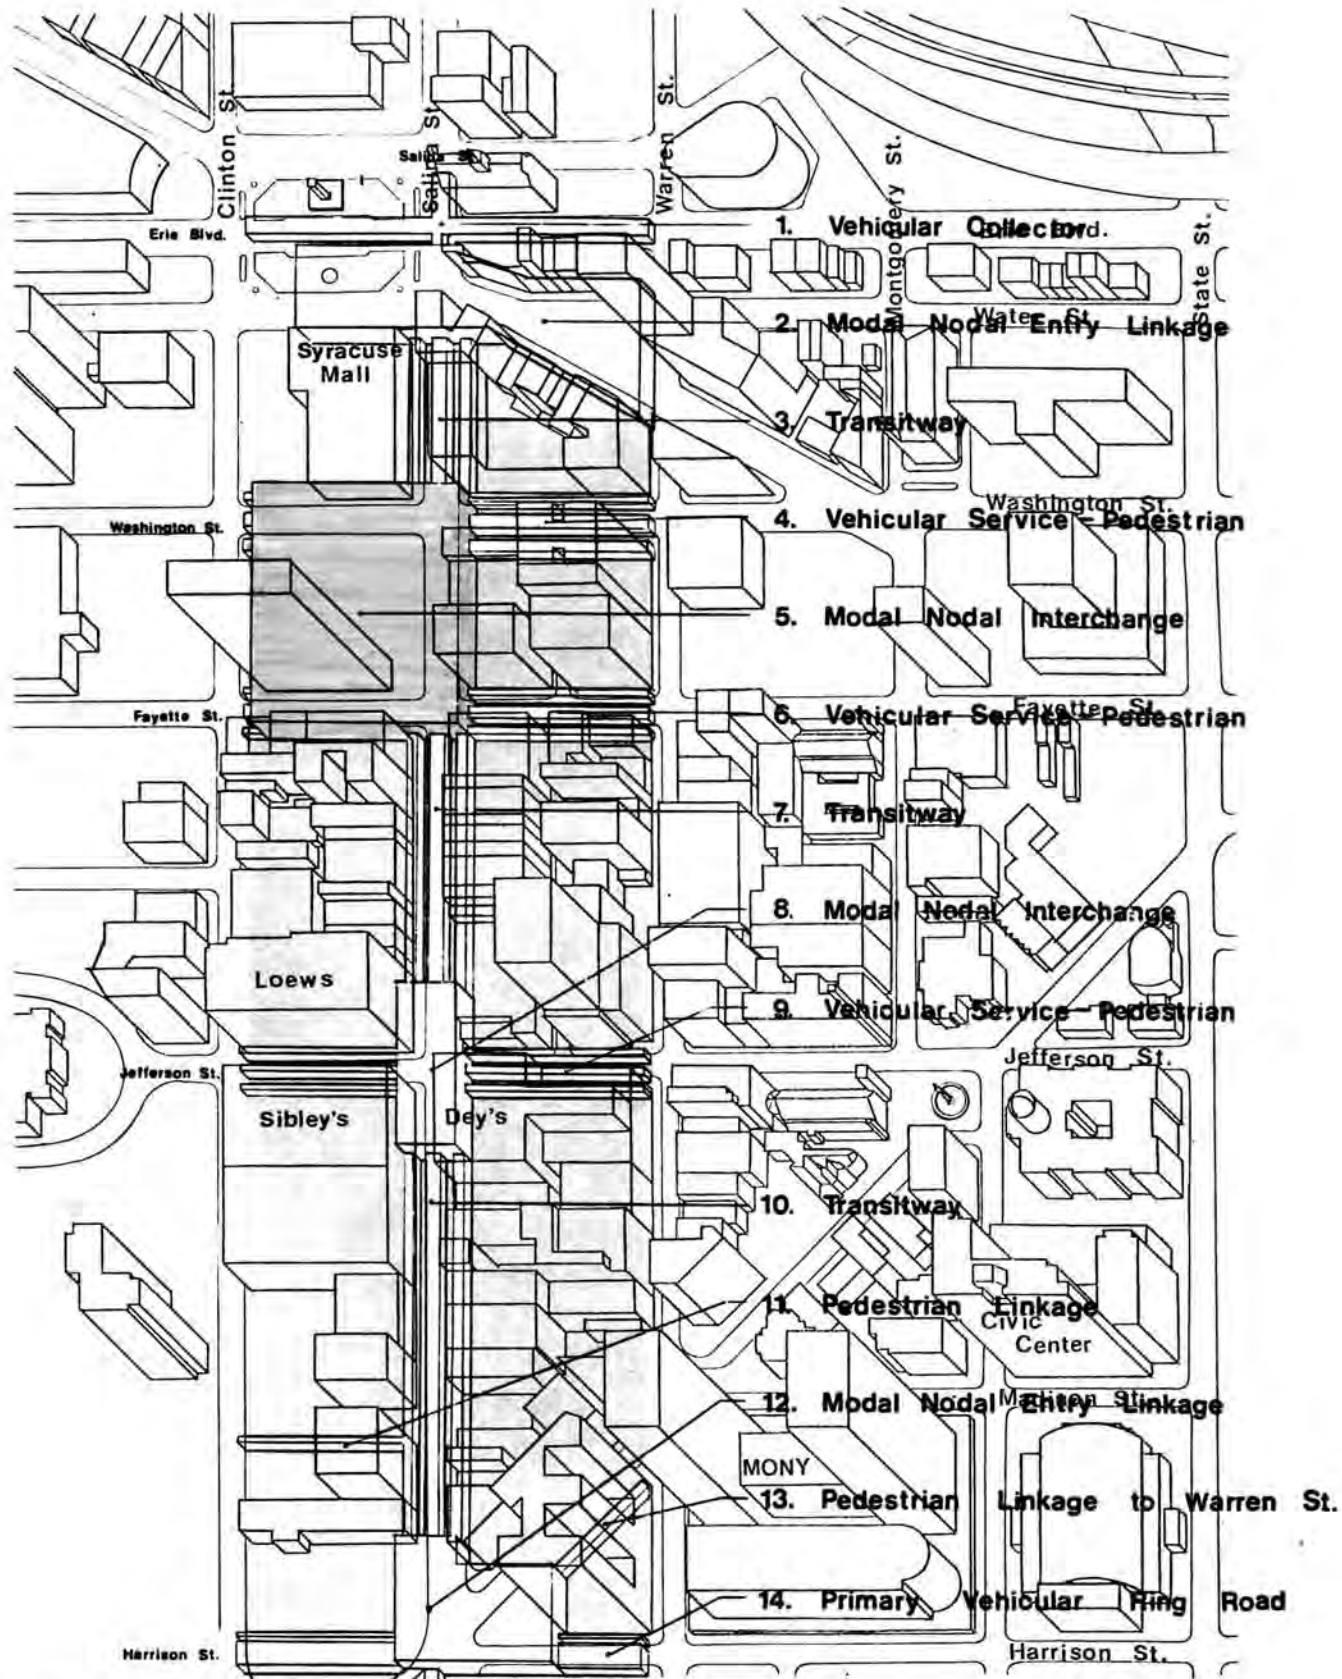 Clinton St.
Salina St.
Salina St.
Warren St.
Montgomery St.
State St.
Erie Blvd.
1. Vehicular Collector
Blvd.
2. Modal Nodal Entry Linkage
Water St.
Syracuse
Mall
3. Transitway
Washington St.
Washington St.
4. Vehicular Service-Pedestrian
5. Modal Nodal Interchange
Fayette St.
Fayette St.
6. Vehicular Service-Pedestrian
7. Transitway
8. Modal Nodal Interchange
Loews
9. Vehicular Service-Pedestrian
Jefferson St.
Jefferson St.
Sibley's
Dey's
10. Transitway
11. Pedestrian Linkage
Civic
Center
Madison St.
12. Modal Nodal Entry Linkage
MONY
13. Pedestrian Linkage to Warren St.
14. Primary Vehicular Ring Road
Harrison St.
Harrison St.